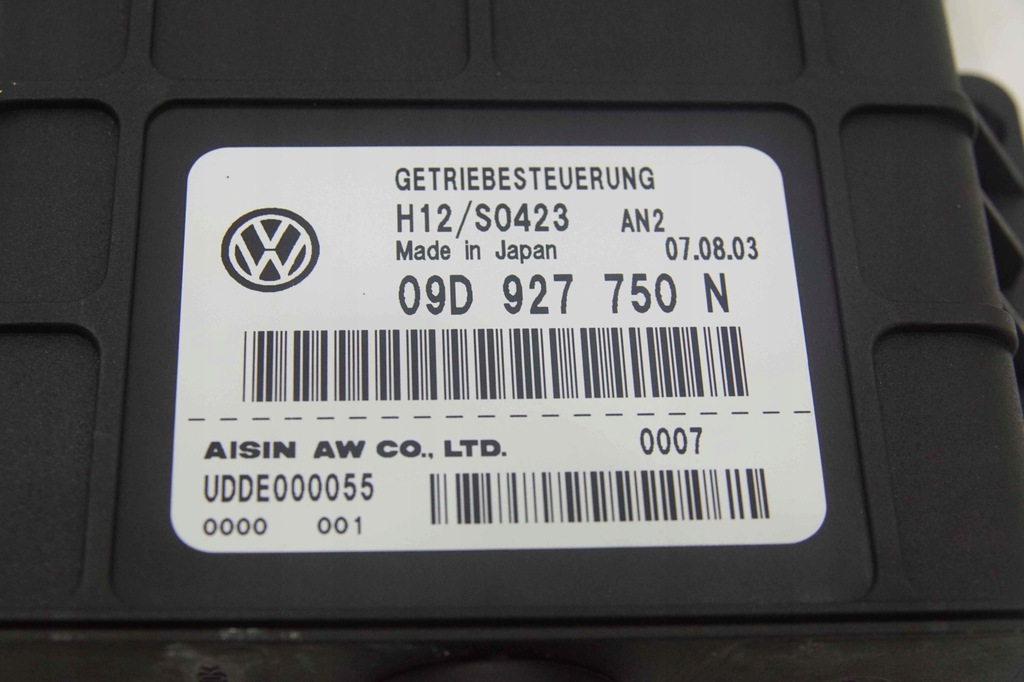 GETRIEBESTEUERUNG
H12/S0423 AN2
Made in Japan 07.08.03
09D 927 750 N
AISIN AW CO., LTD. 0007
UDDE000055
0000 001